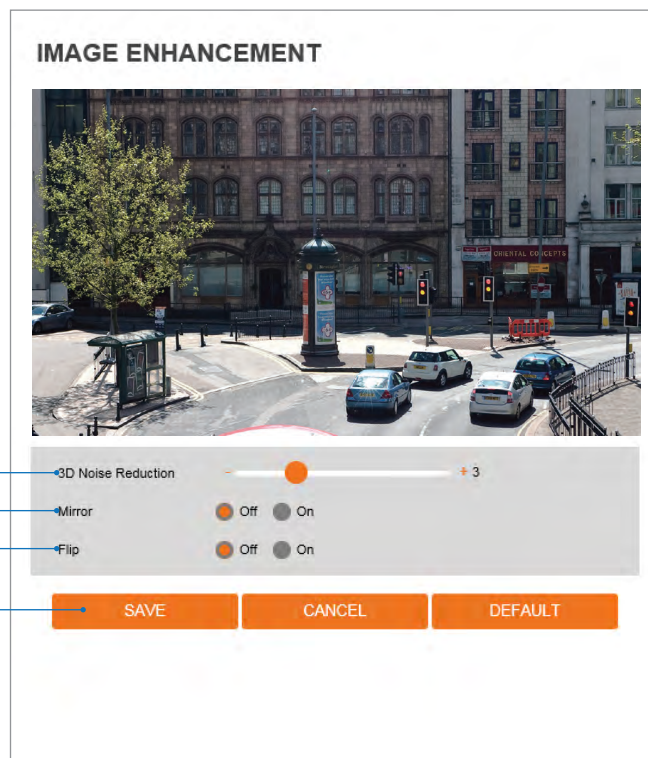 IMAGE ENHANCEMENT
ORIENTAL CONCEPTS
3D Noise Reduction - + 3
Mirror Off On
Flip Off On
SAVE CANCEL DEFAULT